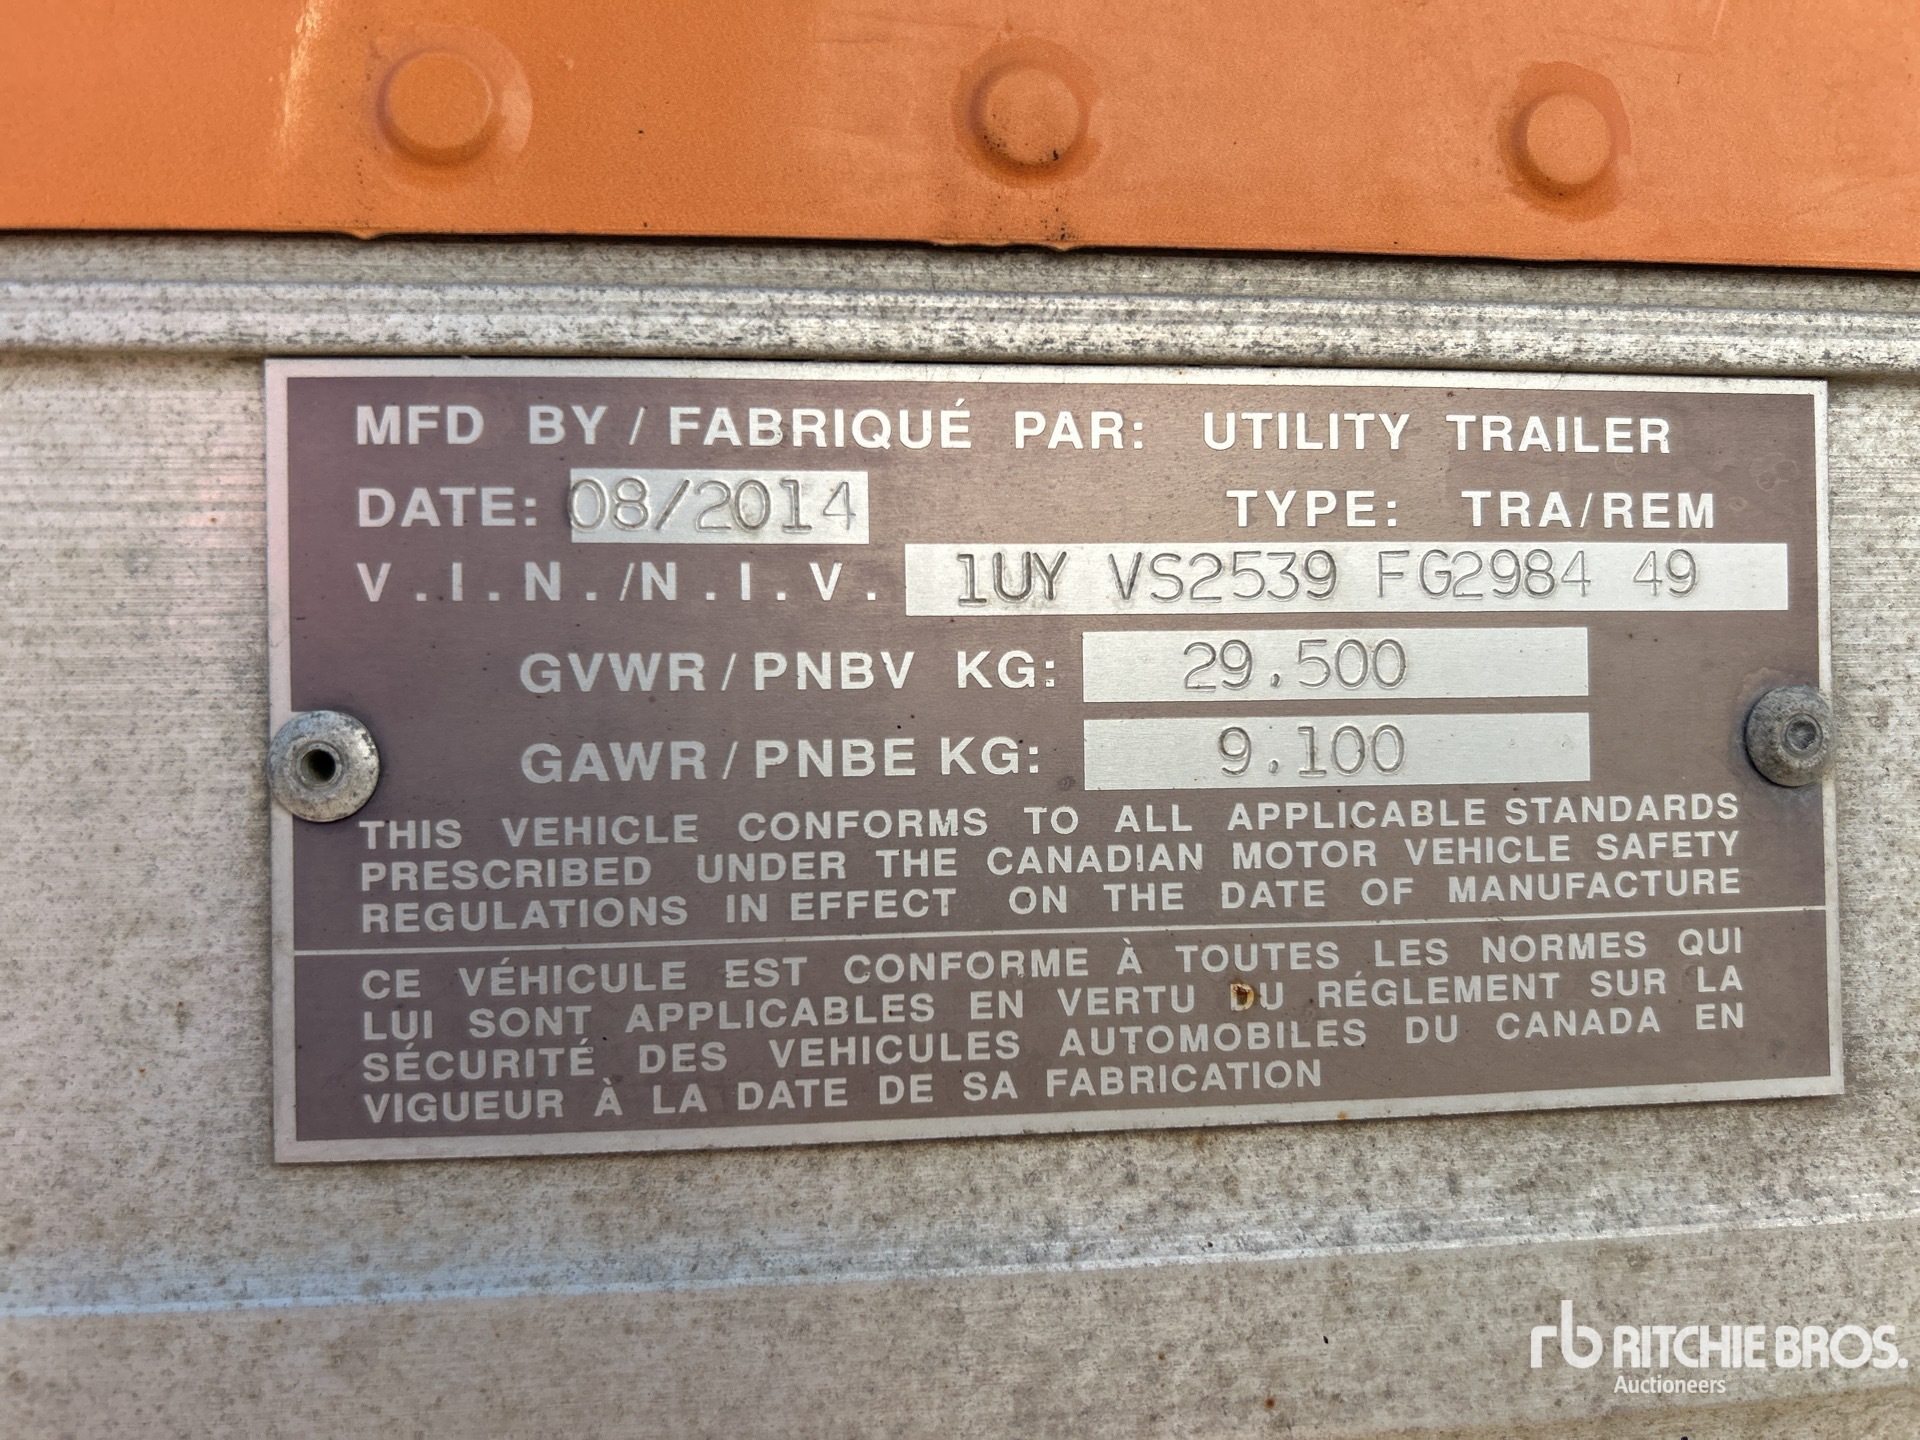 MFD BY / FABRIQUÉ PAR: UTILITY TRAILER
DATE: 08/2014 TYPE: TRA/REM
V.I.N./N.I.V. 1UY VS2539 FG2984 49
GVWR/PNBV KG: 29.500
GAWR/PNBE KG: 9.100
THIS VEHICLE CONFORMS TO ALL APPLICABLE STANDARDS
PRESCRIBED UNDER THE CANADIAN MOTOR VEHICLE SAFETY
REGULATIONS IN EFFECT ON THE DATE OF MANUFACTURE
CE VÉHICULE EST CONFORME À TOUTES LES NORMES QUI
LUI SONT APPLICABLES EN VERTU DU RÉGLEMENT SUR LA
SÉCURITÉ DES VEHICULES AUTOMOBILES DU CANADA EN
VIGUEUR À LA DATE DE SA FABRICATION
rb RITCHIE BROS.
Auctioneers